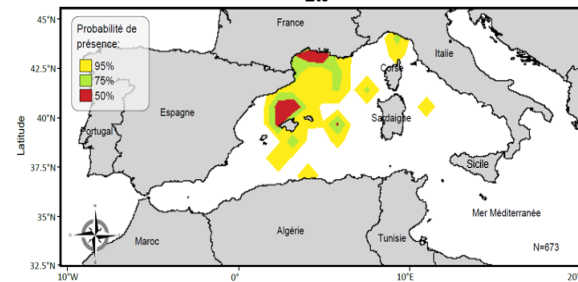 45°N
42.5°N
40°N
37.5°N
35°N
32.5°N
Latitude
Probabilité de
présence:
95%
75%
50%
France
Italie
Corse
Espagne
Portugal
Sardaigne
Sicile
Mer Méditerranée
Maroc
Algérie
Tunisie
N=673
10°W
0°
10°E